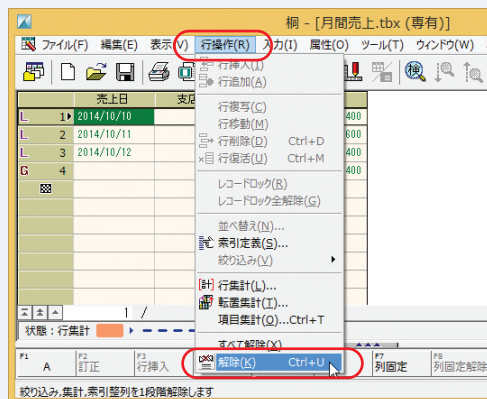 桐 - [月間売上.tbx (専有)]
ファイル(F) 編集(E) 表示(V) 行操作(R) 入力(I) 属性(O) ツール(T) ウィンドウ(W)
行挿入(I)
行追加(A)
行複写(C)
行移動(M)
行削除(D) Ctrl+D
行復活(U) Ctrl+M
レコードロック(R)
レコードロック全解除(G)
並べ替え(N)...
索引定義(S)...
絞り込み(V)
行集計(L)...
転置集計(T)...
項目集計(O)...Ctrl+T
すべて解除(X)
解除(K) Ctrl+U
売上日 支店
L 1 2014/10/10 400
L 2 2014/10/11 600
L 3 2014/10/12 400
G 4 400
1 /
状態：行集計
F1 A F2 訂正 F3 行挿入 F7 列固定 F8 列固定解除
絞り込み,集計,索引整列を1段階解除します